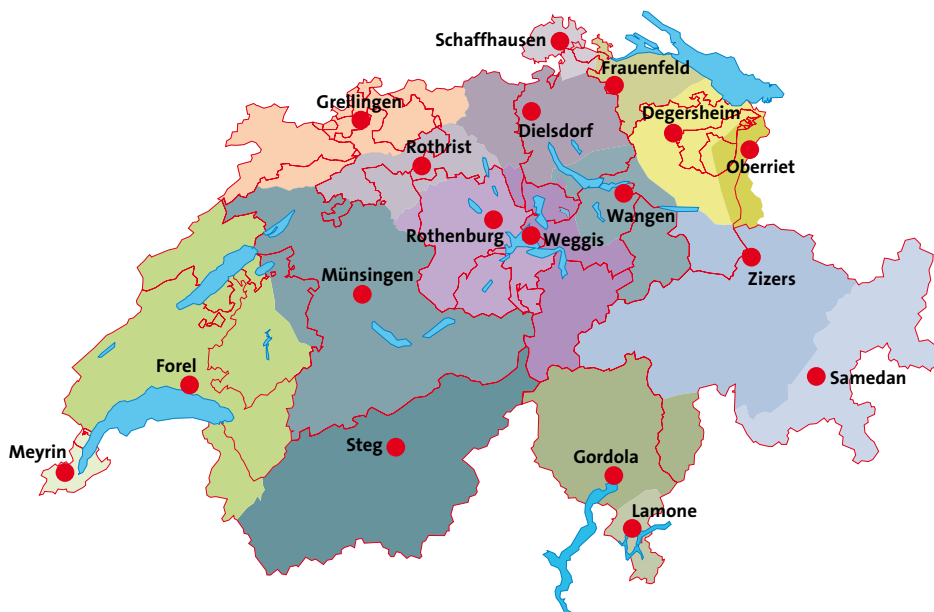 Schaffhausen
Frauenfeld
Grellingen
Degersheim
Dielsdorf
Rothrist
Oberriet
Wangen
Rothenburg
Weggis
Münsingen
Zizers
Forel
Samedan
Steg
Meyrin
Gordola
Lamone